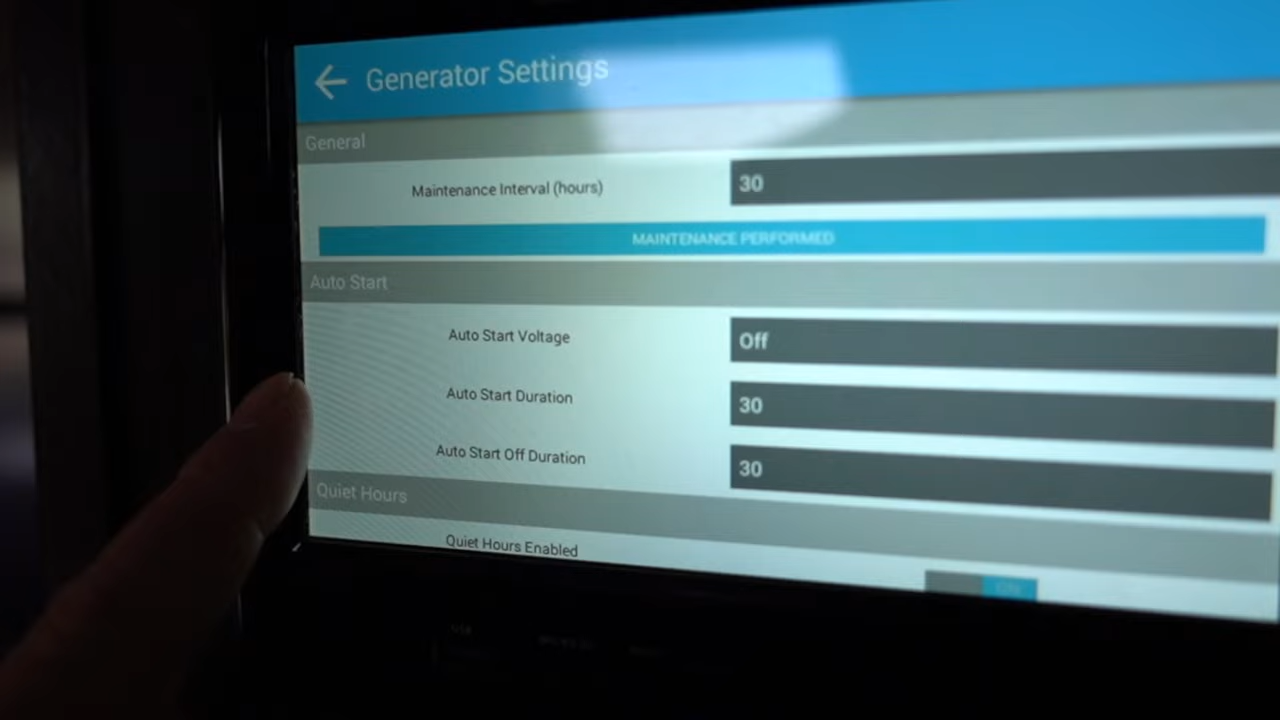 Generator Settings
General
Maintenance Interval (hours) 30
MAINTENANCE PERFORMED
Auto Start
Auto Start Voltage Off
Auto Start Duration 30
Auto Start Off Duration 30
Quiet Hours
Quiet Hours Enabled ON